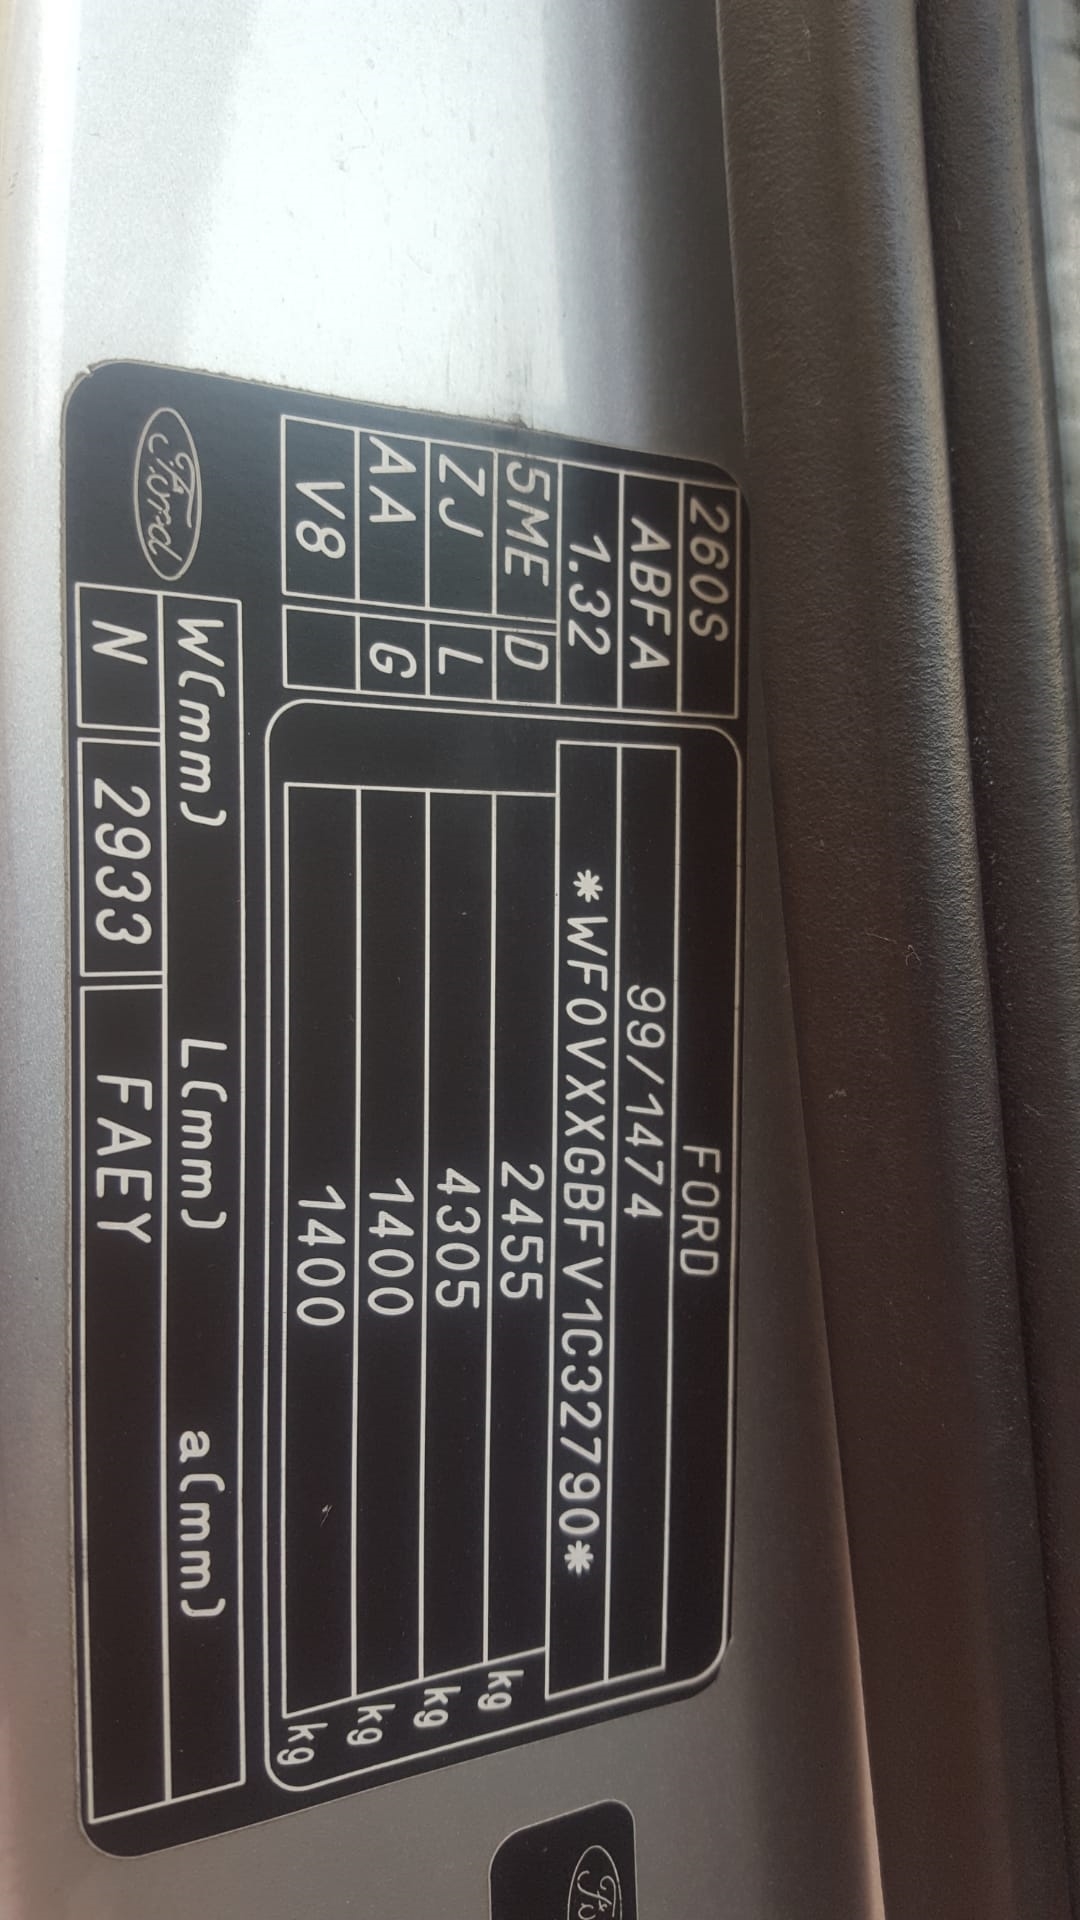 260S FORD
ABFA 99/1474
1.32 *WF0VXXGBFV1C32790*
5ME D 2455 kg
ZJ L 4305 kg
AA G 1400 kg
V8 1400 kg
W(mm) L(mm) a(mm)
Ford N 2933 FAEY